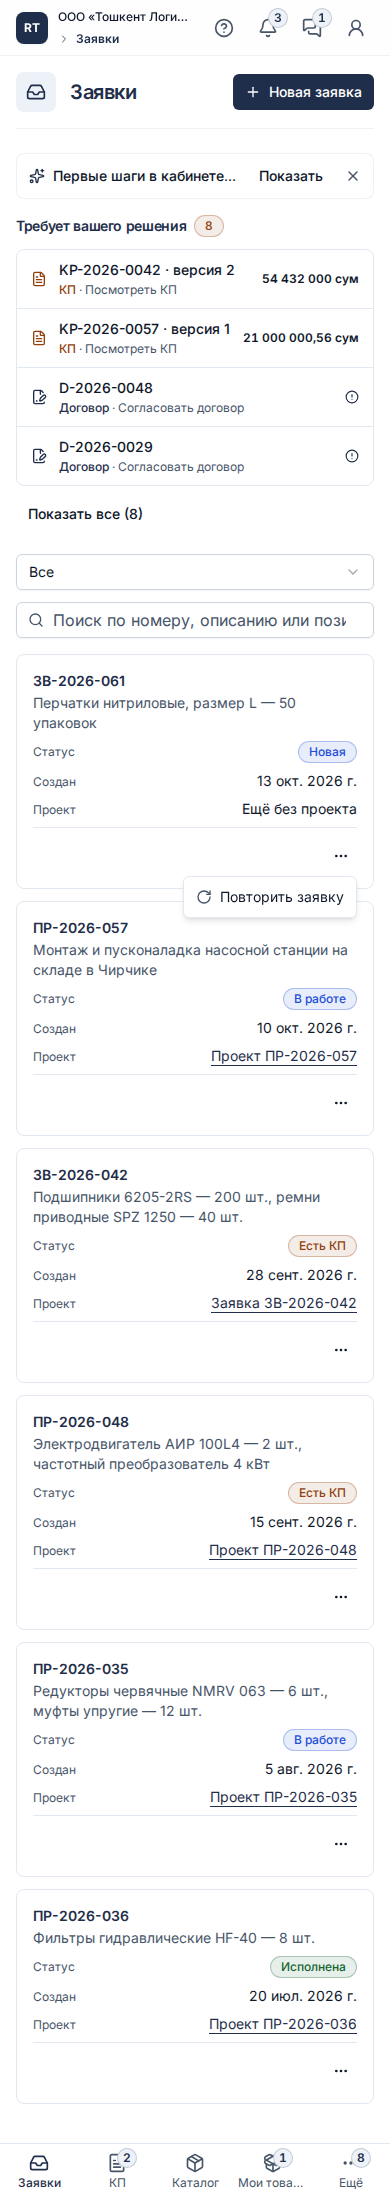 RT
ООО «Тошкент Логи...
Заявки
3
1
Заявки
Новая заявка
Первые шаги в кабинете...
Показать
Требует вашего решения
8
KP-2026-0042 · версия 2
54 432 000 сум
КП · Посмотреть КП
KP-2026-0057 · версия 1
21 000 000,56 сум
КП · Посмотреть КП
D-2026-0048
Договор · Согласовать договор
D-2026-0029
Договор · Согласовать договор
Показать все (8)
Все
Поиск по номеру, описанию или пози
ЗВ-2026-061
Перчатки нитриловые, размер L — 50
упаковок
Статус
Новая
Создан
13 окт. 2026 г.
Проект
Ещё без проекта
Повторить заявку
ПР-2026-057
Монтаж и пусконаладка насосной станции на
складе в Чирчике
Статус
В работе
Создан
10 окт. 2026 г.
Проект
Проект ПР-2026-057
ЗВ-2026-042
Подшипники 6205-2RS — 200 шт., ремни
приводные SPZ 1250 — 40 шт.
Статус
Есть КП
Создан
28 сент. 2026 г.
Проект
Заявка ЗВ-2026-042
ПР-2026-048
Электродвигатель АИР 100L4 — 2 шт.,
частотный преобразователь 4 кВт
Статус
Есть КП
Создан
15 сент. 2026 г.
Проект
Проект ПР-2026-048
ПР-2026-035
Редукторы червячные NMRV 063 — 6 шт.,
муфты упругие — 12 шт.
Статус
В работе
Создан
5 авг. 2026 г.
Проект
Проект ПР-2026-035
ПР-2026-036
Фильтры гидравлические HF-40 — 8 шт.
Статус
Исполнена
Создан
20 июл. 2026 г.
Проект
Проект ПР-2026-036
2
1
8
Заявки
КП
Каталог
Мои това...
Ещё